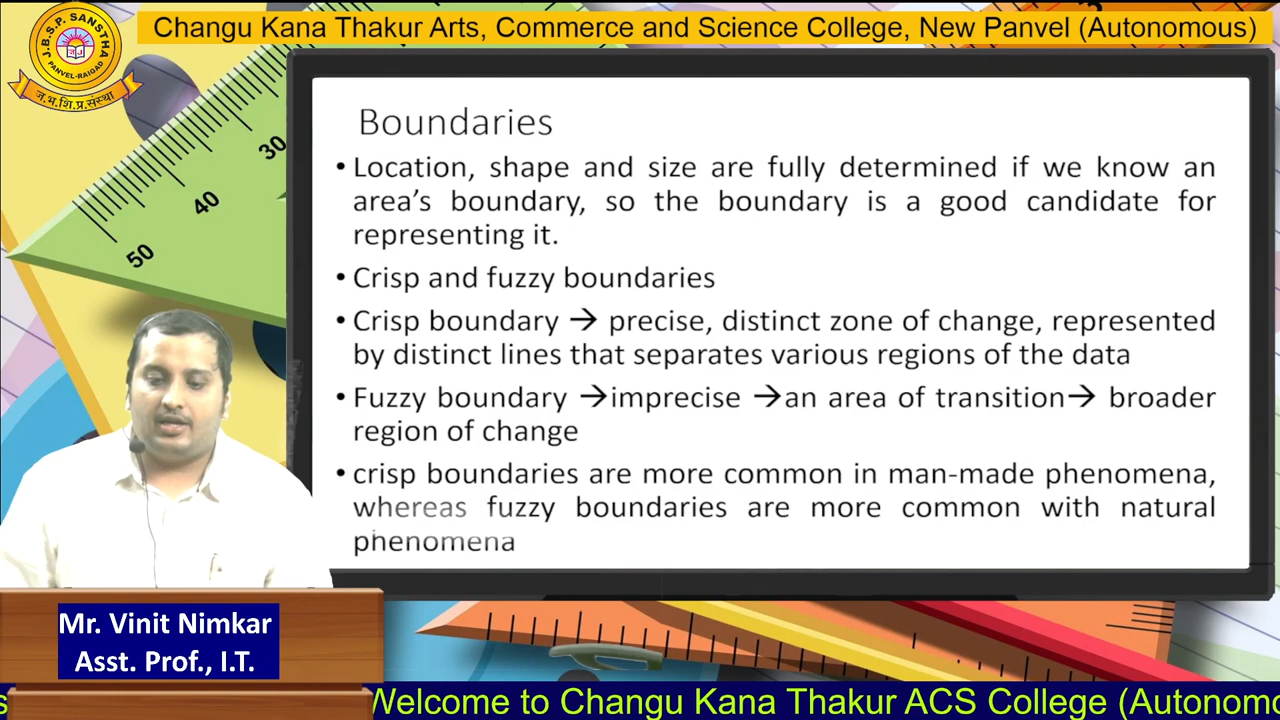 Changu Kana Thakur Arts, Commerce and Science College, New Panvel (Autonomous)
J.B.S.P. SANSTHA
PANVEL-RAIGAD
ज.भ.शि.प्र.संस्था
30
40
50
Boundaries
• Location, shape and size are fully determined if we know an
area's boundary, so the boundary is a good candidate for
representing it.
• Crisp and fuzzy boundaries
• Crisp boundary → precise, distinct zone of change, represented
by distinct lines that separates various regions of the data
• Fuzzy boundary →imprecise →an area of transition→ broader
region of change
• crisp boundaries are more common in man-made phenomena,
whereas fuzzy boundaries are more common with natural
phenomena
Mr. Vinit Nimkar
Asst. Prof., I.T.
Welcome to Changu Kana Thakur ACS College (Autonomo